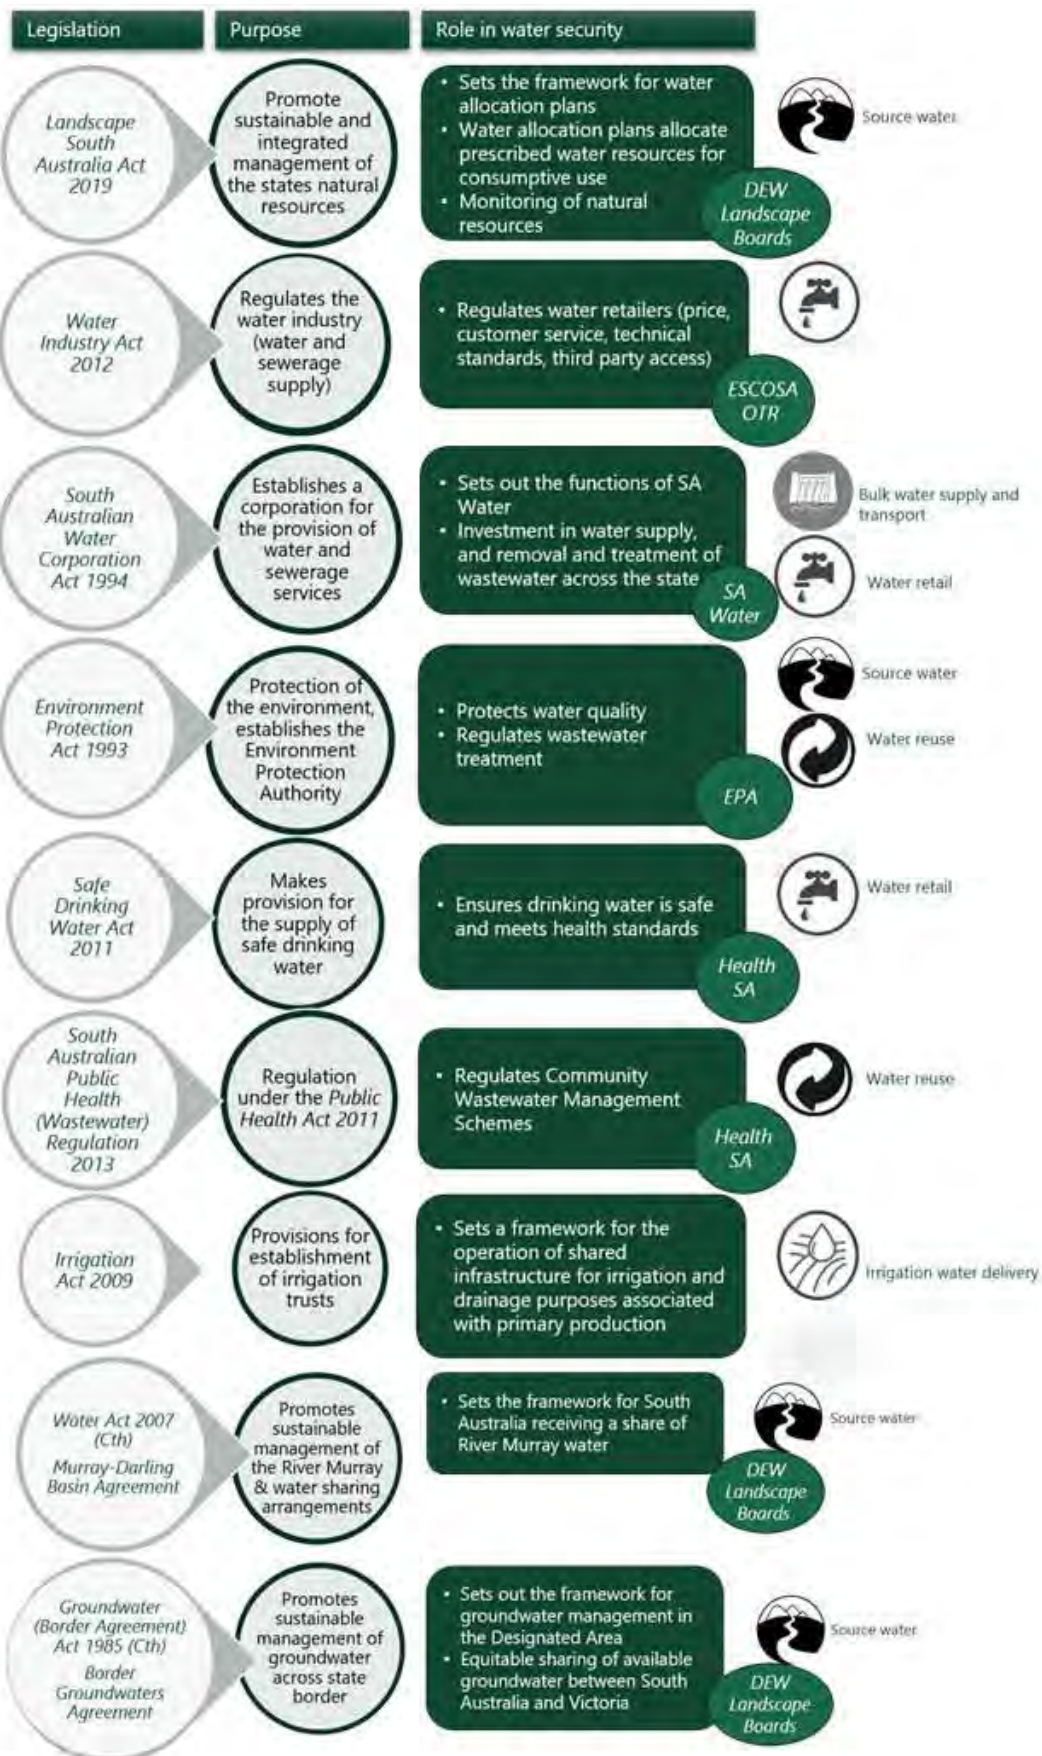 Legislation
Purpose
Role in water security
Landscape
South
Australia Act
2019
Promote
sustainable and
integrated
management of
the states natural
resources
• Sets the framework for water
allocation plans
• Water allocation plans allocate
prescribed water resources for
consumptive use
• Monitoring of natural
resources
DEW
Landscape
Boards
Source water
Water
Industry Act
2012
Regulates the
water industry
(water and
sewerage
supply)
• Regulates water retailers (price,
customer service, technical
standards, third party access)
ESCOSA
OTR
South
Australian
Water
Corporation
Act 1994
Establishes a
corporation for
the provision of
water and
sewerage
services
• Sets out the functions of SA
Water
• Investment in water supply,
and removal and treatment of
wastewater across the state
SA
Water
Bulk water supply and
transport
Water retail
Environment
Protection
Act 1993
Protection of
the environment,
establishes the
Environment
Protection
Authority
• Protects water quality
• Regulates wastewater
treatment
EPA
Source water
Water reuse
Safe
Drinking
Water Act
2011
Makes
provision for
the supply of
safe drinking
water
• Ensures drinking water is safe
and meets health standards
Health
SA
Water retail
South
Australian
Public
Health
(Wastewater)
Regulation
2013
Regulation
under the Public
Health Act 2011
• Regulates Community
Wastewater Management
Schemes
Health
SA
Water reuse
Irrigation
Act 2009
Provisions for
establishment
of irrigation
trusts
• Sets a framework for the
operation of shared
infrastructure for irrigation and
drainage purposes associated
with primary production
Irrigation water delivery
Water Act 2007
(Cth)
Murray-Darling
Basin Agreement
Promotes
sustainable
management of
the River Murray
& water sharing
arrangements
• Sets the framework for South
Australia receiving a share of
River Murray water
DEW
Landscape
Boards
Source water
Groundwater
(Border Agreement)
Act 1985 (Cth)
Border
Groundwaters
Agreement
Promotes
sustainable
management of
groundwater
across state
border
• Sets out the framework for
groundwater management in
the Designated Area
• Equitable sharing of available
groundwater between South
Australia and Victoria
DEW
Landscape
Boards
Source water